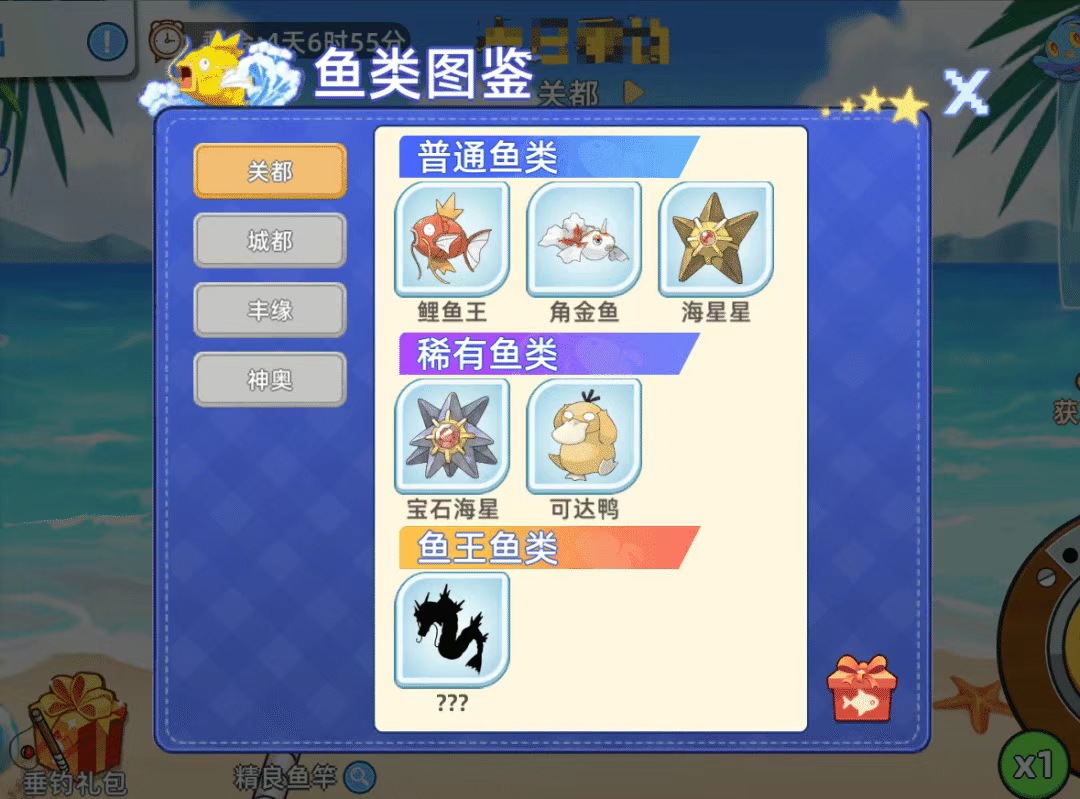 4天6时55分
鱼类图鉴
关都
关都
城都
丰缘
神奥
普通鱼类
鲤鱼王
角金鱼
海星星
稀有鱼类
宝石海星
可达鸭
鱼王鱼类
???
获
垂钓礼包
精良鱼竿
x1